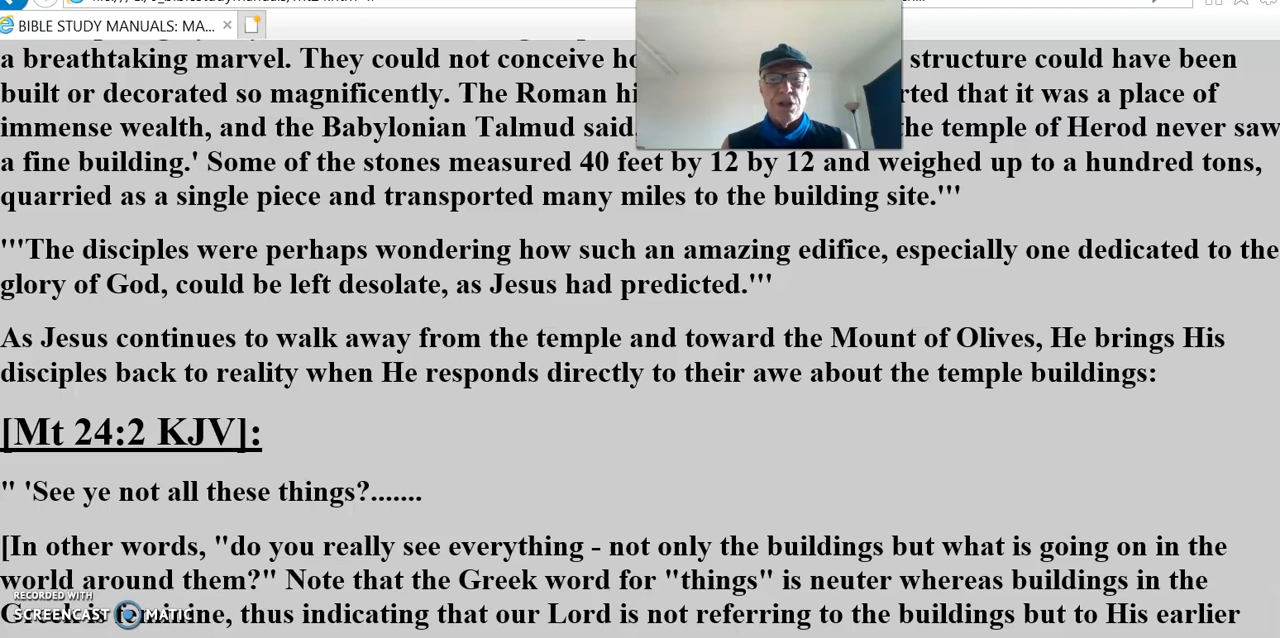 BIBLE STUDY MANUALS: MA...
a breathtaking marvel. They could not conceive structure could have been
built or decorated so magnificently. The Roman that it was a place of
immense wealth, and the Babylonian Talmud said, the temple of Herod never saw
a fine building.' Some of the stones measured 40 feet by 12 by 12 and weighed up to a hundred tons,
quarried as a single piece and transported many miles to the building site.'"
'"The disciples were perhaps wondering how such an amazing edifice, especially one dedicated to the
glory of God, could be left desolate, as Jesus had predicted.'"
As Jesus continues to walk away from the temple and toward the Mount of Olives, He brings His
disciples back to reality when He responds directly to their awe about the temple buildings:
[Mt 24:2 KJV]:
" 'See ye not all these things?.......
[In other words, "do you really see everything - not only the buildings but what is going on in the
world around them?" Note that the Greek word for "things" is neuter whereas buildings in the
thus indicating that our Lord is not referring to the buildings but to His earlier
RECORDED WITH
SCREENCAST MATIC